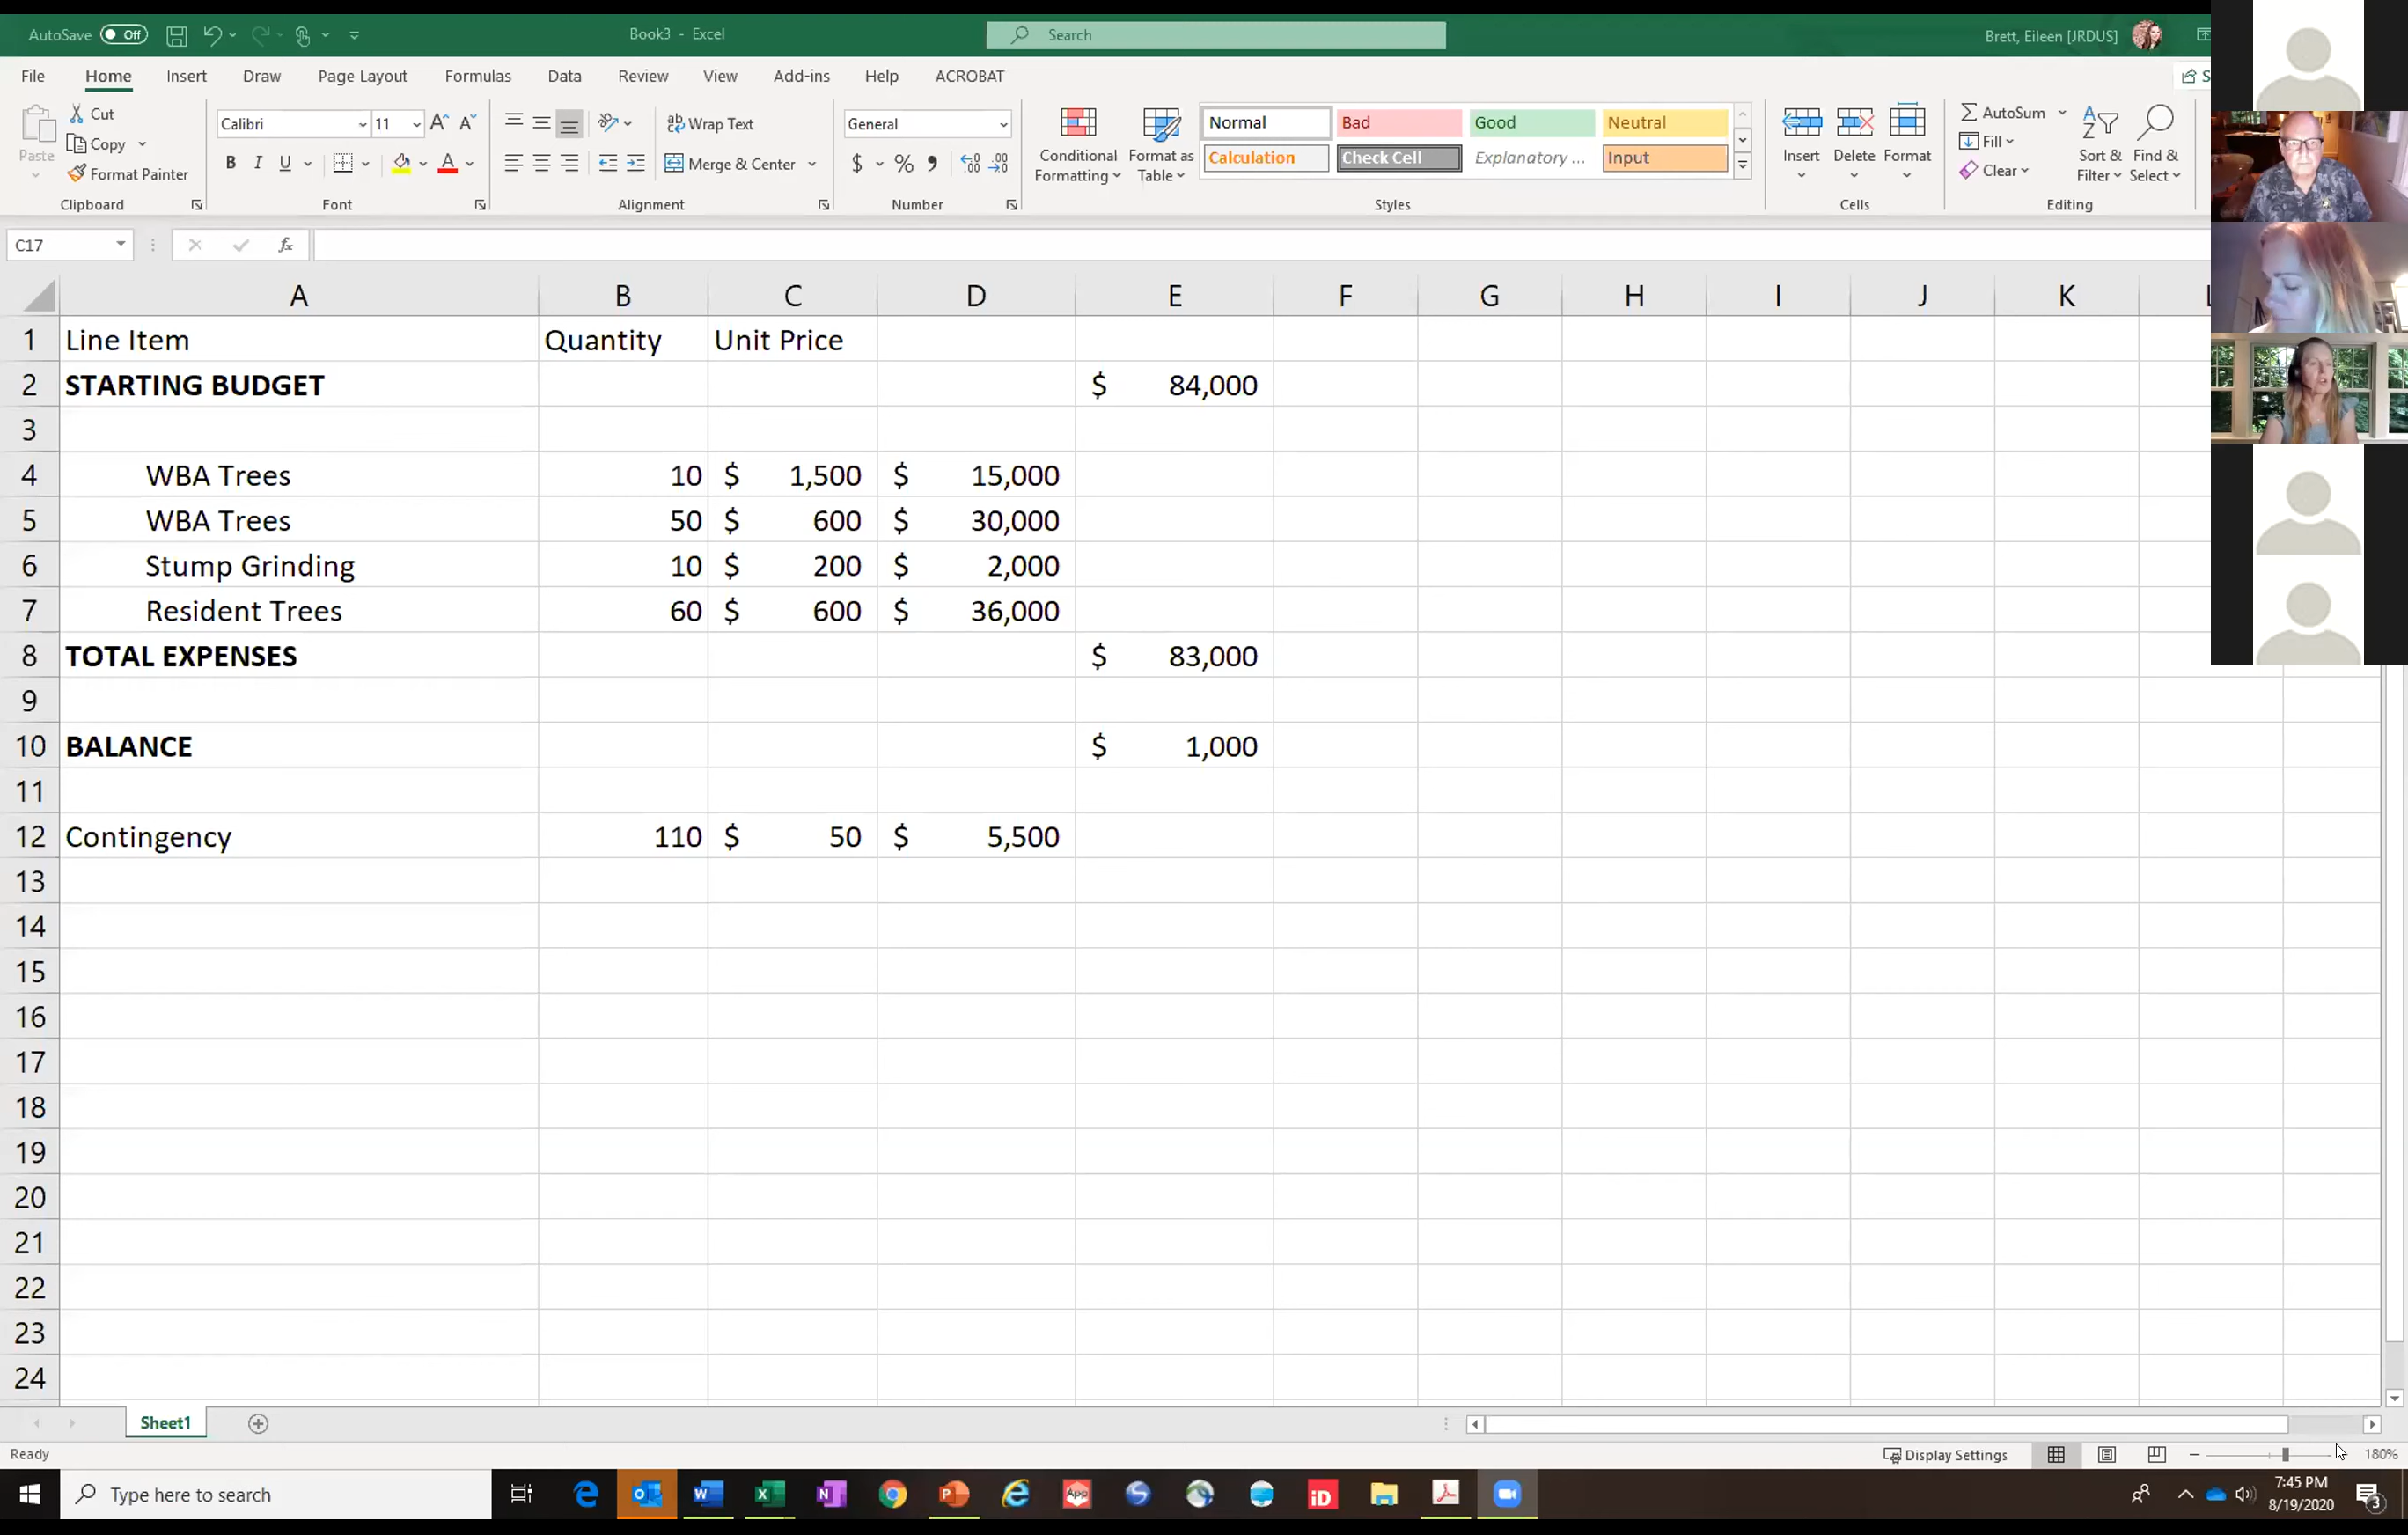 AutoSave Off Book3 - Excel Search Brett, Eileen [JRDUS]
File Home Insert Draw Page Layout Formulas Data Review View Add-ins Help ACROBAT S
Paste
Cut
Copy
Format Painter
Clipboard
Calibri 11 A A
B I U A
Font
ab Wrap Text
Merge & Center
Alignment
General
$ % , .00
Number
Conditional Formatting
Format as Table
Normal Bad Good Neutral
Calculation Check Cell Explanatory ... Input
Styles
Insert Delete Format
Cells
AutoSum
Fill
Clear
Sort & Filter
Find & Select
Editing
C17 fx
A B C D E F G H I J K L
1 Line Item Quantity Unit Price
2 STARTING BUDGET $ 84,000
3
4 WBA Trees 10 $ 1,500 $ 15,000
5 WBA Trees 50 $ 600 $ 30,000
6 Stump Grinding 10 $ 200 $ 2,000
7 Resident Trees 60 $ 600 $ 36,000
8 TOTAL EXPENSES $ 83,000
9
10 BALANCE $ 1,000
11
12 Contingency 110 $ 50 $ 5,500
13
14
15
16
17
18
19
20
21
22
23
24
Sheet1
Ready Display Settings 180%
Type here to search 7:45 PM
8/19/2020 3